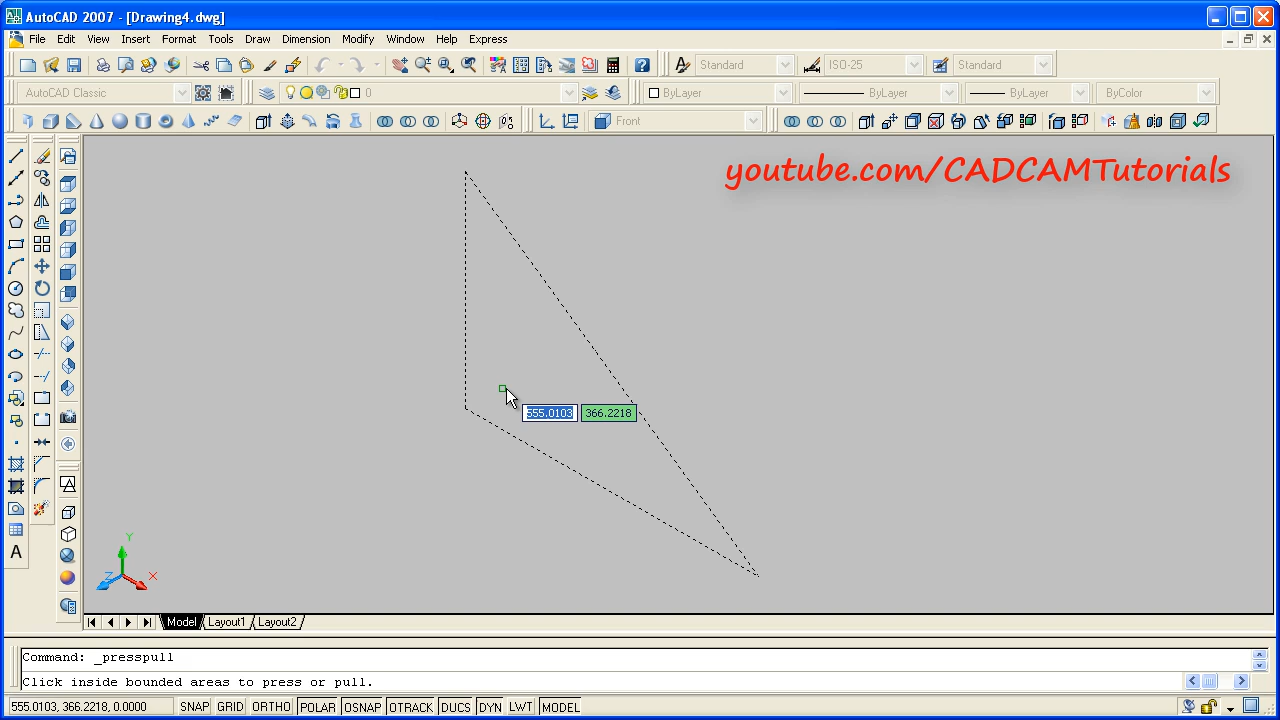 AutoCAD 2007 - [Drawing4.dwg]
File Edit View Insert Format Tools Draw Dimension Modify Window Help Express
Standard ISO-25 Standard
AutoCAD Classic 0 ByLayer ByLayer ByLayer ByColor
Front
youtube.com/CADCAMTutorials
555.0103 366.2218
Y
Z X
A
Model Layout1 Layout2
Command: _presspull
Click inside bounded areas to press or pull.
555.0103, 366.2218, 0.0000 SNAP GRID ORTHO POLAR OSNAP OTRACK DUCS DYN LWT MODEL